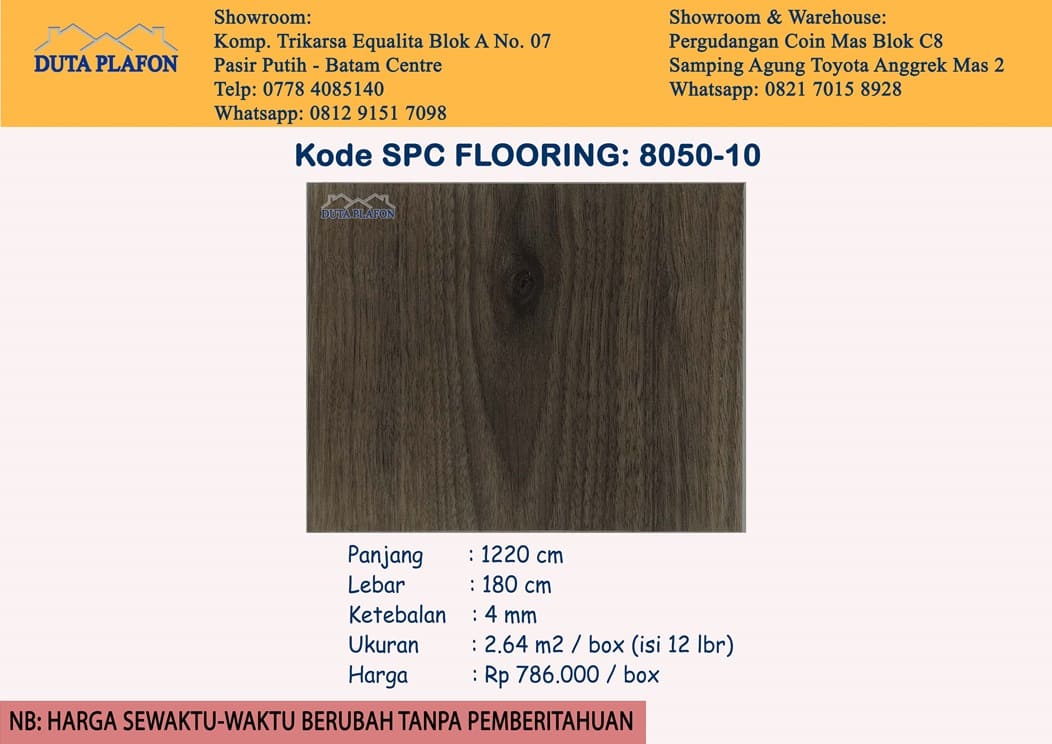 DUTA PLAFON
Showroom:
Komp. Trikarsa Equalita Blok A No. 07
Pasir Putih - Batam Centre
Telp: 0778 4085140
Whatsapp: 0812 9151 7098
Showroom & Warehouse:
Pergudangan Coin Mas Blok C8
Samping Agung Toyota Anggrek Mas 2
Whatsapp: 0821 7015 8928
Kode SPC FLOORING: 8050-10
DUTA PLAFON
Panjang : 1220 cm
Lebar : 180 cm
Ketebalan : 4 mm
Ukuran : 2.64 m2 / box (isi 12 lbr)
Harga : Rp 786.000 / box
NB: HARGA SEWAKTU-WAKTU BERUBAH TANPA PEMBERITAHUAN